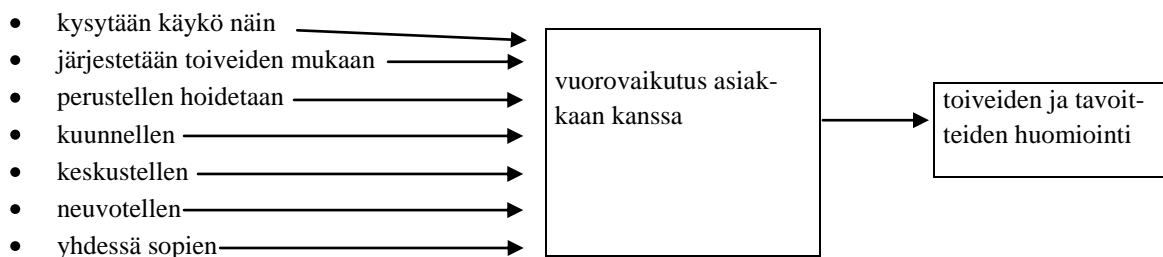 • kysytään käykö näin
• järjestetään toiveiden mukaan
• perustellen hoidetaan
• kuunnellen
• keskustellen
• neuvotellen
• yhdessä sopien
vuorovaikutus asiak-
kaan kanssa
toiveiden ja tavoit-
teiden huomiointi